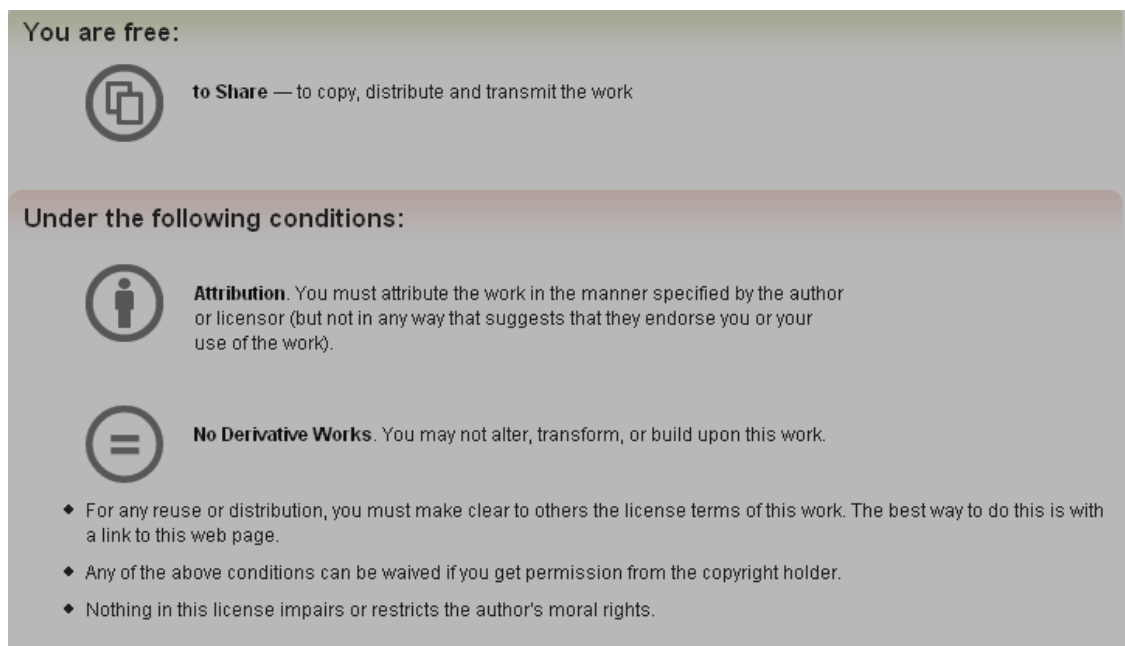 You are free:
to Share — to copy, distribute and transmit the work
Under the following conditions:
Attribution. You must attribute the work in the manner specified by the author
or licensor (but not in any way that suggests that they endorse you or your
use of the work).
No Derivative Works. You may not alter, transform, or build upon this work.
◆ For any reuse or distribution, you must make clear to others the license terms of this work. The best way to do this is with
a link to this web page.
◆ Any of the above conditions can be waived if you get permission from the copyright holder.
◆ Nothing in this license impairs or restricts the author's moral rights.